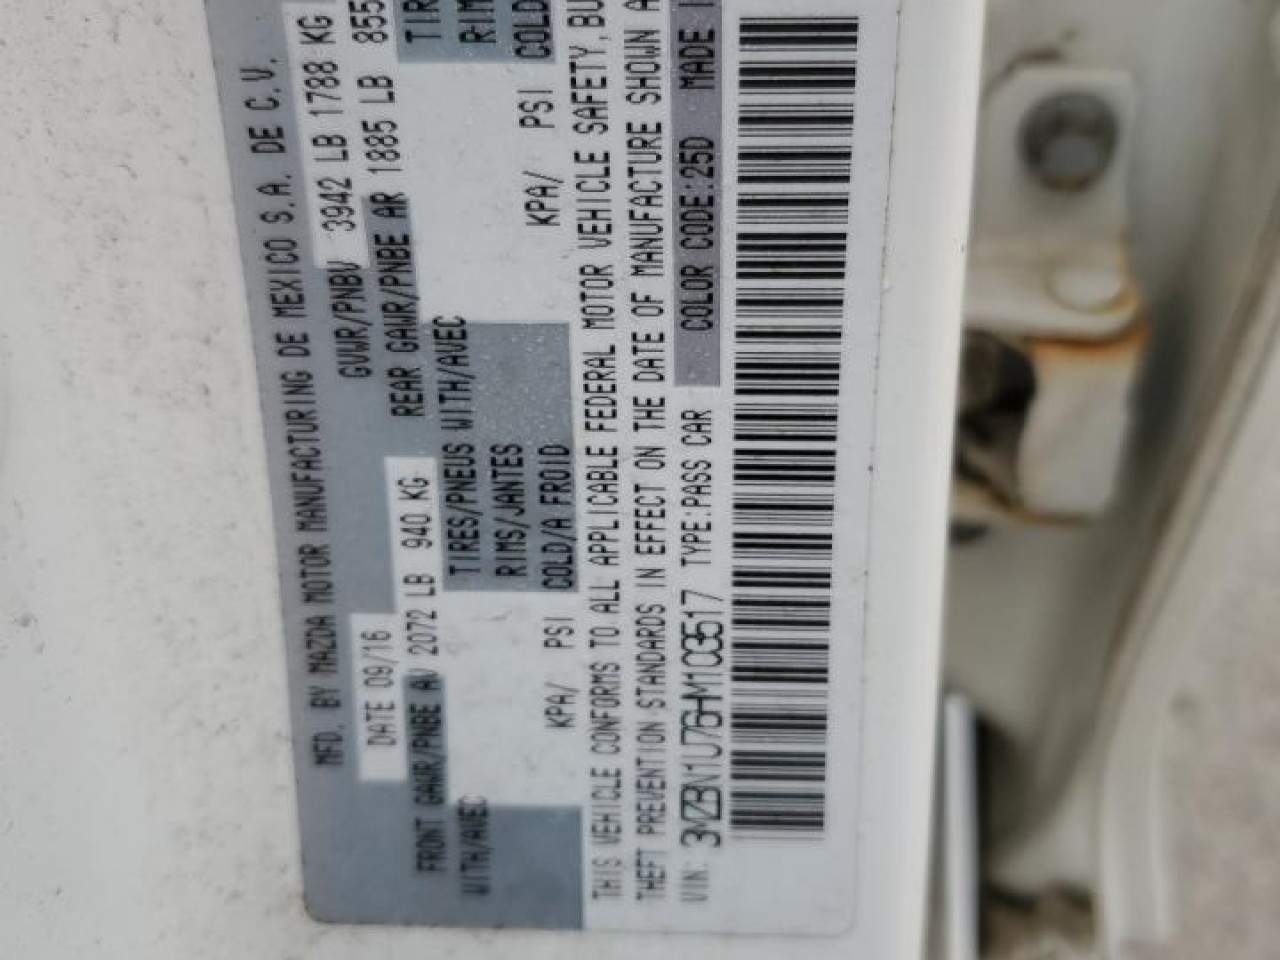 MFD. BY MAZDA MOTOR MANUFACTURING DE MEXICO S.A. DE C.V.
DATE 09/16 GVWR/PNBV 3942 LB 1788 KG
FRONT GAWR/PNBE AV 2072 LB 940 KG REAR GAWR/PNBE AR 1885 LB 855
WITH/AVEC TIRES/PNEUS WITH/AVEC TIR
RIMS/JANTES RIM
KPA/ PSI COLD/A FROID KPA/ PSI COLD
THIS VEHICLE CONFORMS TO ALL APPLICABLE FEDERAL MOTOR VEHICLE SAFETY, BU
THEFT PREVENTION STANDARDS IN EFFECT ON THE DATE OF MANUFACTURE SHOWN A
VIN: 3MZBN1U76HM103517 TYPE:PASS CAR COLOR CODE:25D MADE I